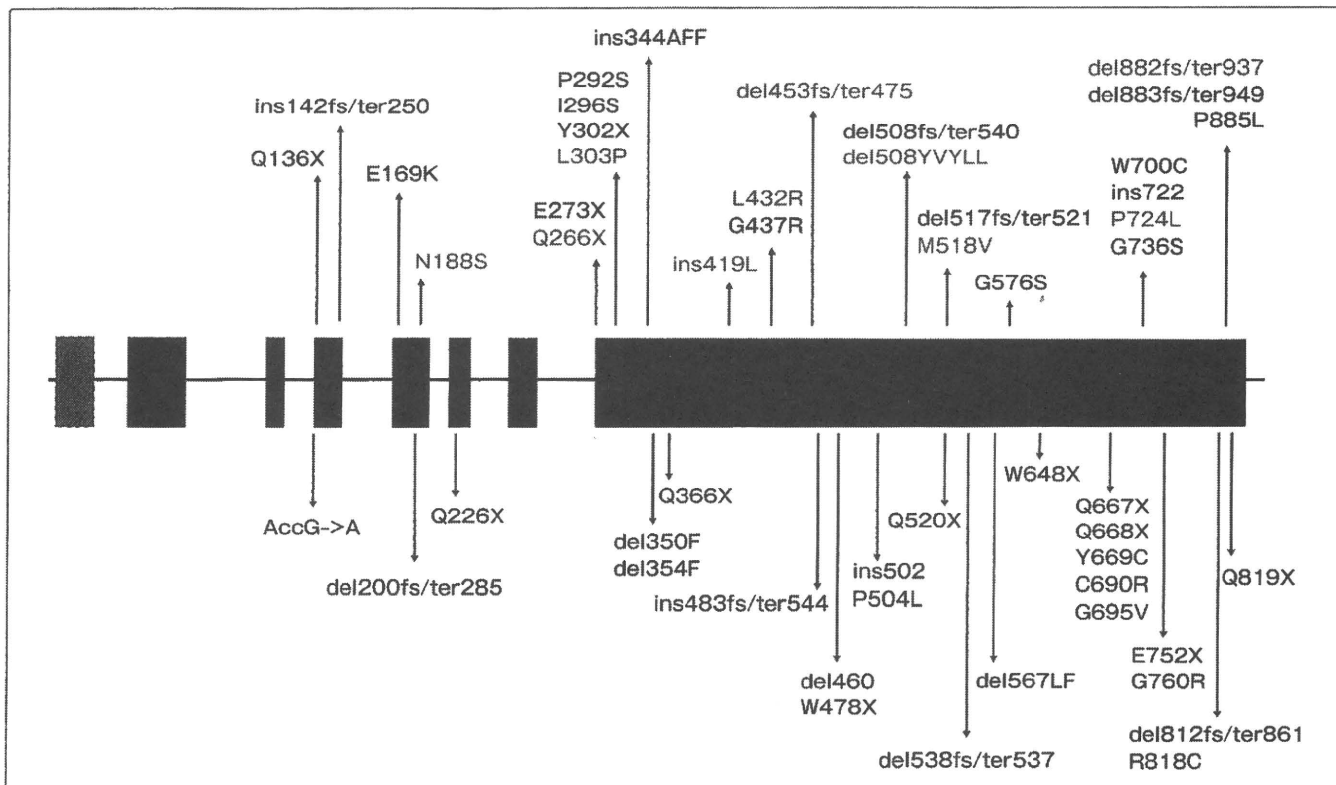 ins344AFF
P292S
I296S
Y302X
L303P
del453fs/ter475
del882fs/ter937
del883fs/ter949
P885L
ins142fs/ter250
Q136X
E169K
N188S
E273X
Q266X
ins419L
L432R
G437R
del508fs/ter540
del508YVYLL
del517fs/ter521
M518V
G576S
W700C
ins722
P724L
G736S
AccG->A
del200fs/ter285
Q226X
Q366X
del350F
del354F
ins483fs/ter544
del460
W478X
ins502
P504L
Q520X
del538fs/ter537
del567LF
W648X
Q667X
Q668X
Y669C
C690R
G695V
E752X
G760R
Q819X
del812fs/ter861
R818C